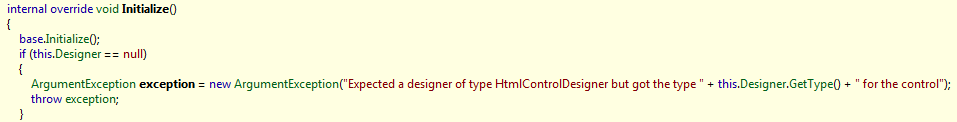 internal override void Initialize()
{
base.Initialize();
if (this.Designer == null)
{
ArgumentException exception = new ArgumentException("Expected a designer of type HtmlControlDesigner but got the type " + this.Designer.GetType() + " for the control");
throw exception;
}